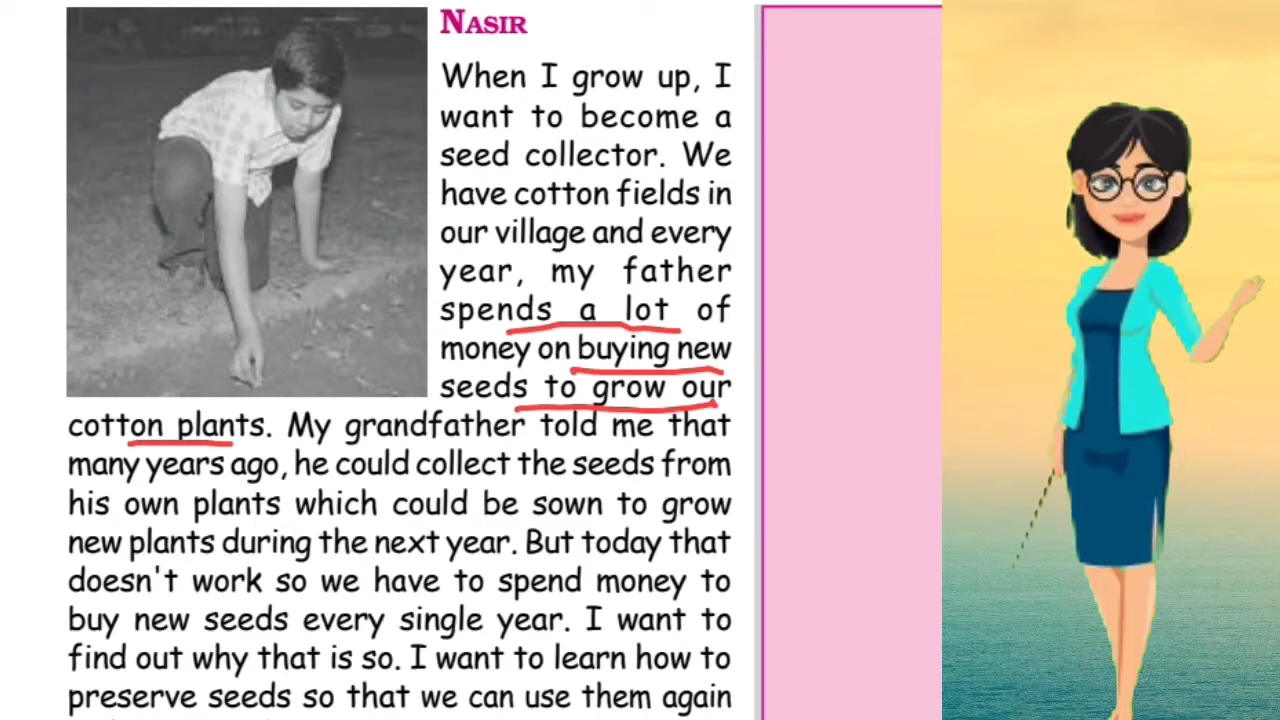 NASIR
When I grow up, I
want to become a
seed collector. We
have cotton fields in
our village and every
year, my father
spends a lot of
money on buying new
seeds to grow our
cotton plants. My grandfather told me that
many years ago, he could collect the seeds from
his own plants which could be sown to grow
new plants during the next year. But today that
doesn't work so we have to spend money to
buy new seeds every single year. I want to
find out why that is so. I want to learn how to
preserve seeds so that we can use them again